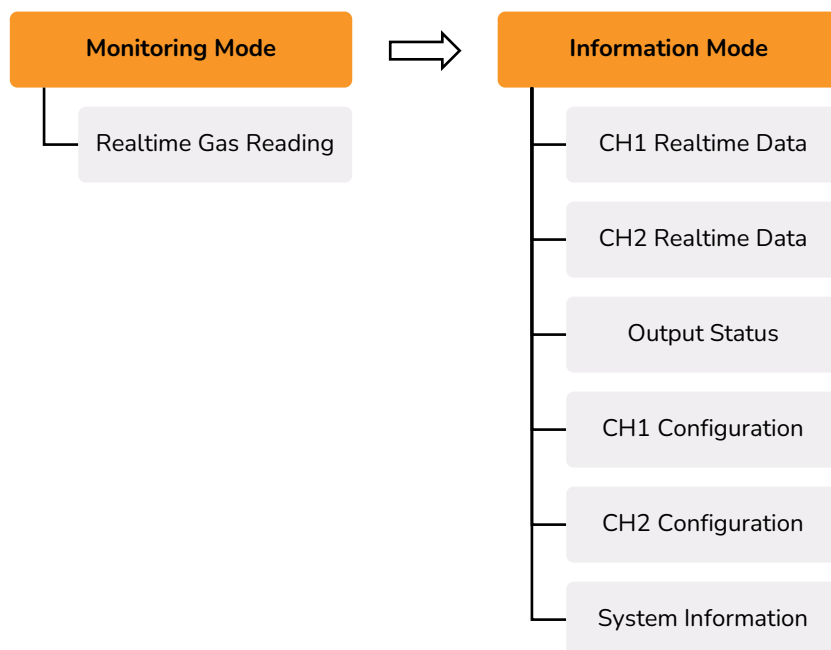 Monitoring Mode
Realtime Gas Reading
Information Mode
CH1 Realtime Data
CH2 Realtime Data
Output Status
CH1 Configuration
CH2 Configuration
System Information